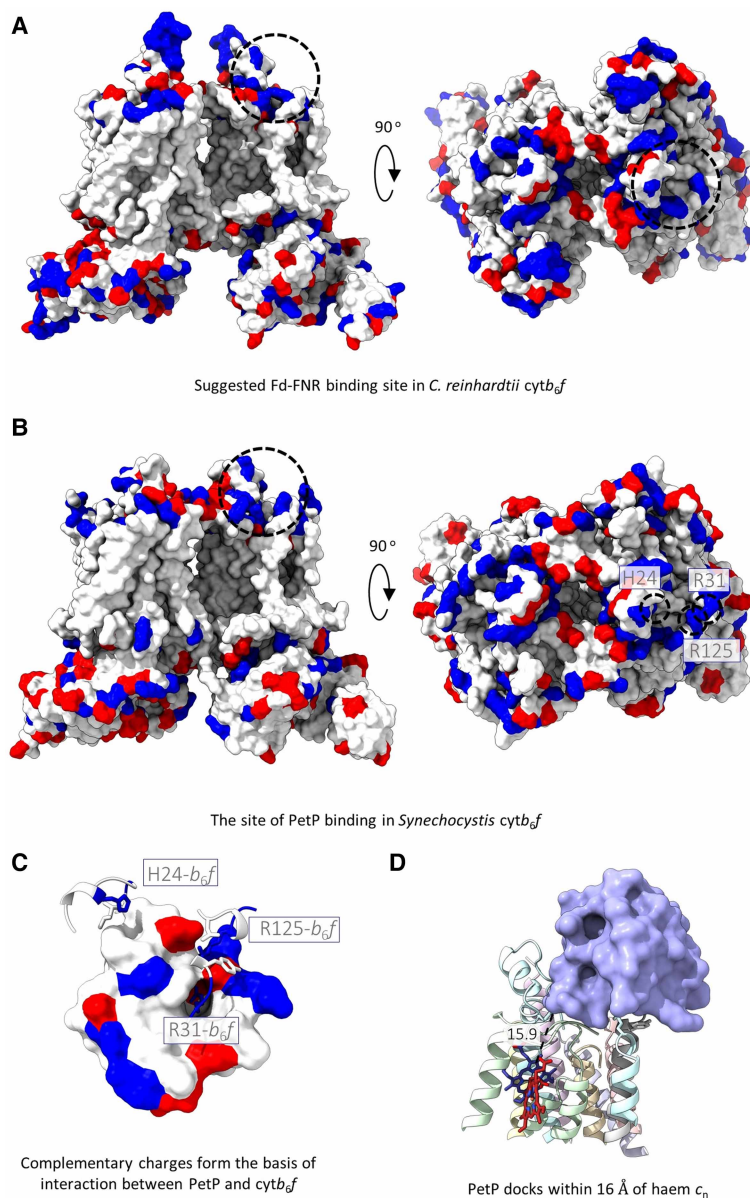 A
90°
Suggested Fd-FNR binding site in C. reinhardtii cytb₆f
B
90°
H24
R31
R125
The site of PetP binding in Synechocystis cytb₆f
C
H24-b₆f
R125-b₆f
R31-b₆f
Complementary charges form the basis of
interaction between PetP and cytb₆f
D
15.9
PetP docks within 16 Å of haem cₙ